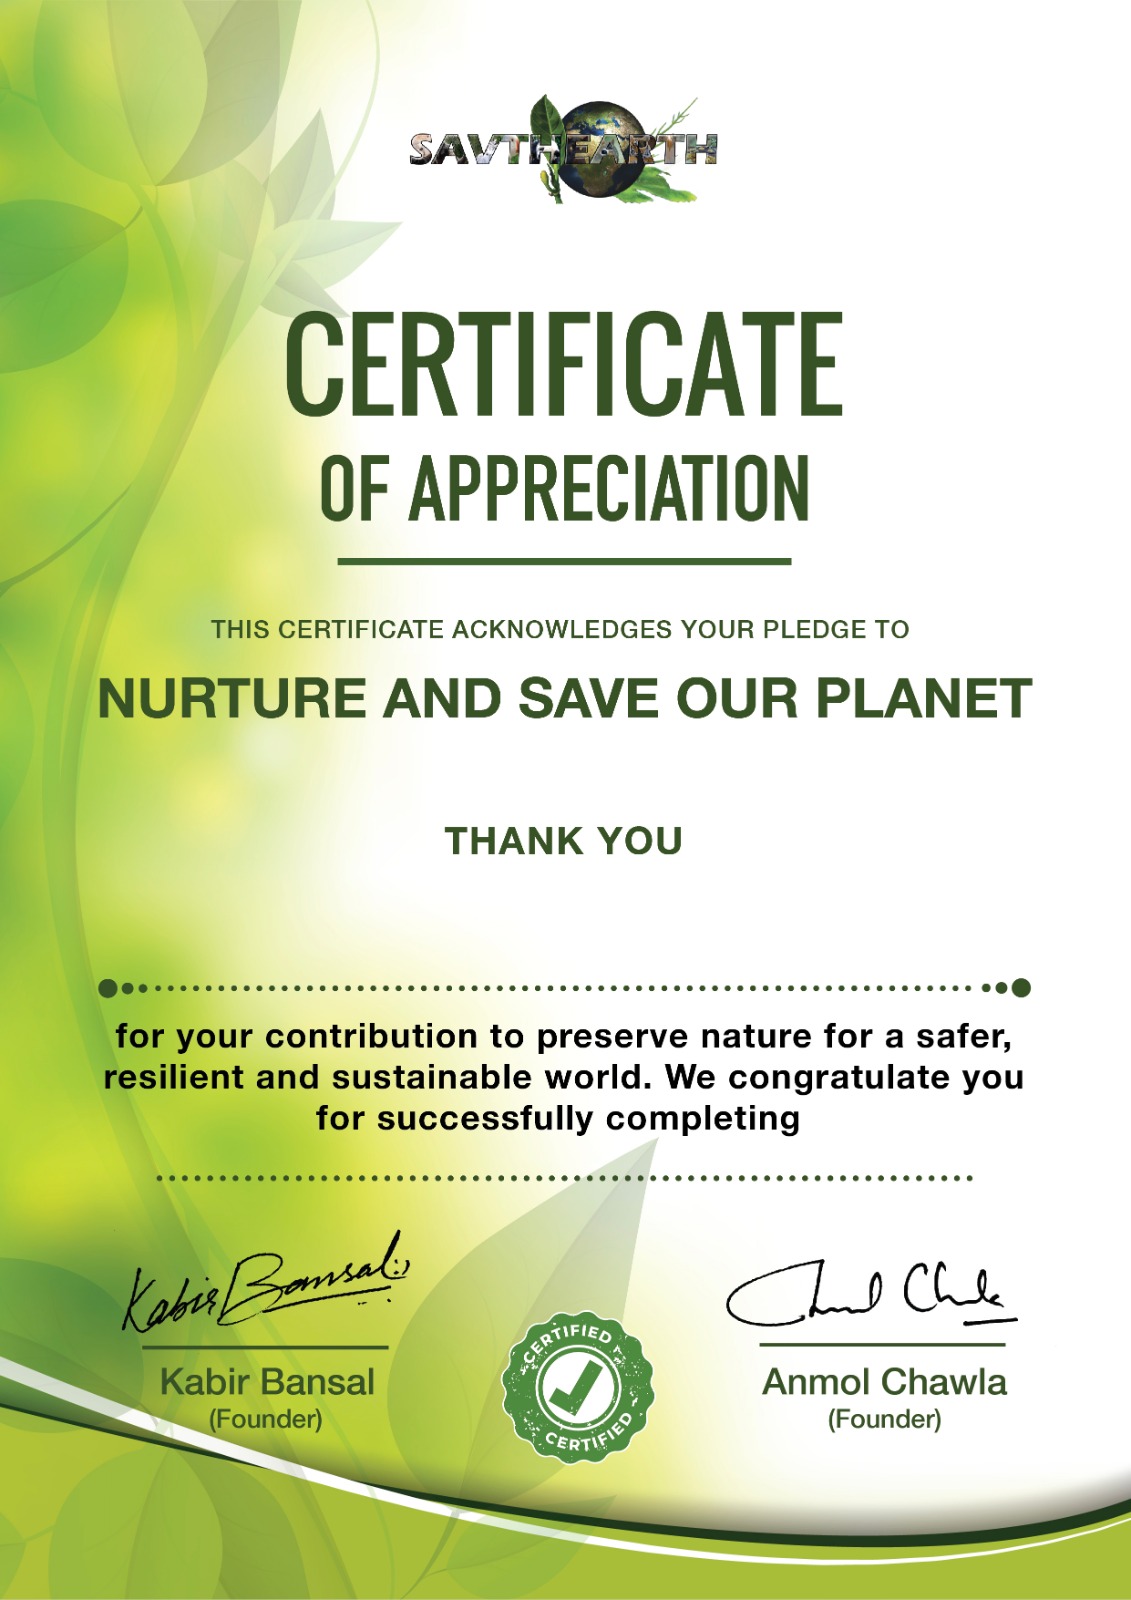 SAVTHEARTH
CERTIFICATE
OF APPRECIATION
THIS CERTIFICATE ACKNOWLEDGES YOUR PLEDGE TO
NURTURE AND SAVE OUR PLANET
THANK YOU
for your contribution to preserve nature for a safer,
resilient and sustainable world. We congratulate you
for successfully completing
Kabir Bansal
Kabir Bansal
(Founder)
CERTIFIED
CERTIFIED
Anmol Chawla
(Founder)